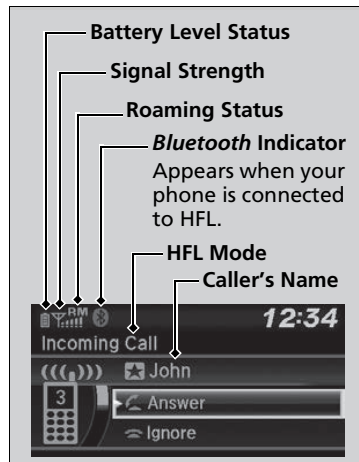 Battery Level Status
Signal Strength
Roaming Status
Bluetooth Indicator
Appears when your
phone is connected
to HFL.
HFL Mode
Caller's Name
RM
12:34
Incoming Call
John
3
Answer
Ignore